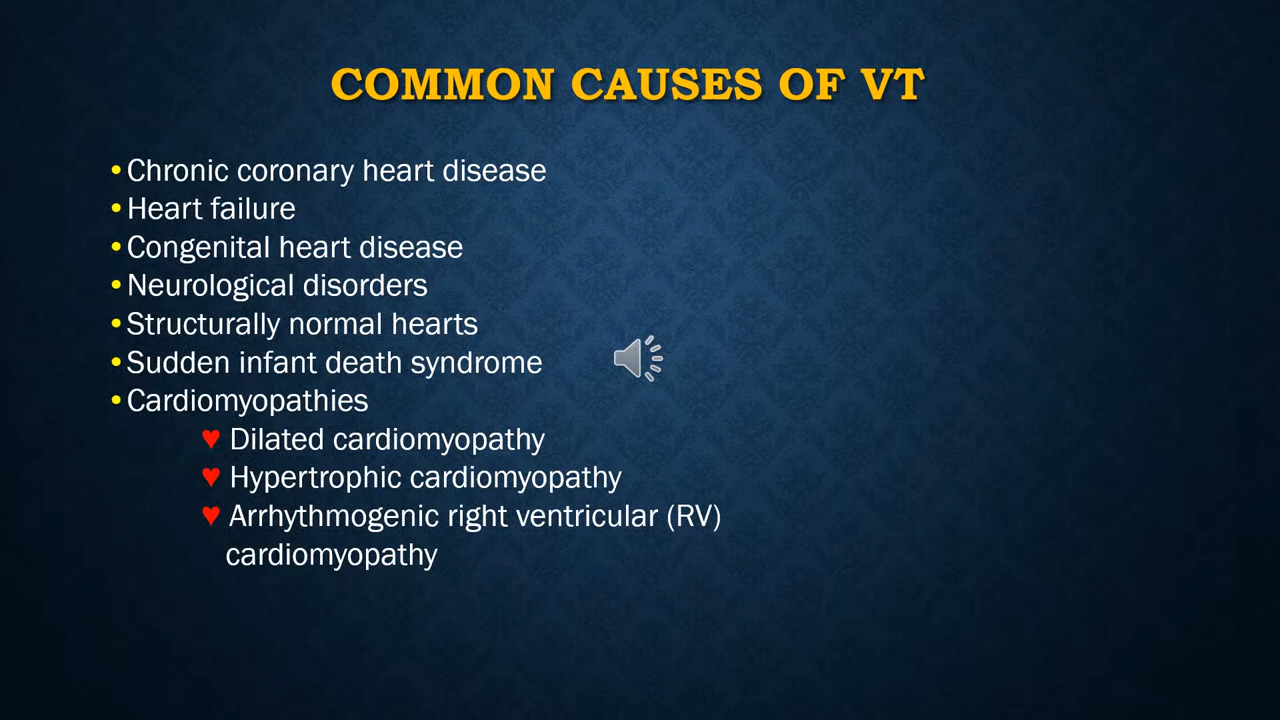 COMMON CAUSES OF VT
•Chronic coronary heart disease
•Heart failure
•Congenital heart disease
•Neurological disorders
•Structurally normal hearts
•Sudden infant death syndrome
•Cardiomyopathies
♥ Dilated cardiomyopathy
♥ Hypertrophic cardiomyopathy
♥ Arrhythmogenic right ventricular (RV)
cardiomyopathy